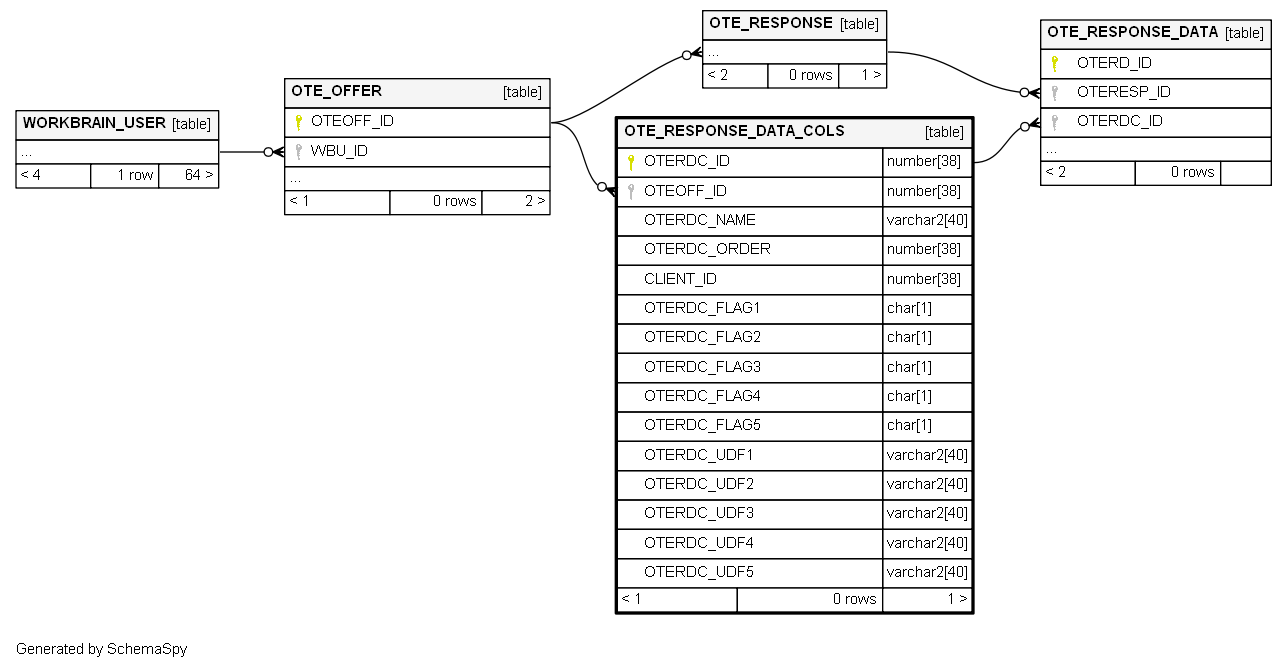 WORKBRAIN_USER [table]
...
< 4 1 row 64 >
OTE_OFFER [table]
OTEOFF_ID
WBU_ID
...
< 1 0 rows 2 >
OTE_RESPONSE [table]
...
< 2 0 rows 1 >
OTE_RESPONSE_DATA_COLS [table]
OTERDC_ID number[38]
OTEOFF_ID number[38]
OTERDC_NAME varchar2[40]
OTERDC_ORDER number[38]
CLIENT_ID number[38]
OTERDC_FLAG1 char[1]
OTERDC_FLAG2 char[1]
OTERDC_FLAG3 char[1]
OTERDC_FLAG4 char[1]
OTERDC_FLAG5 char[1]
OTERDC_UDF1 varchar2[40]
OTERDC_UDF2 varchar2[40]
OTERDC_UDF3 varchar2[40]
OTERDC_UDF4 varchar2[40]
OTERDC_UDF5 varchar2[40]
< 1 0 rows 1 >
OTE_RESPONSE_DATA [table]
OTERD_ID
OTERESP_ID
OTERDC_ID
...
< 2 0 rows
Generated by SchemaSpy